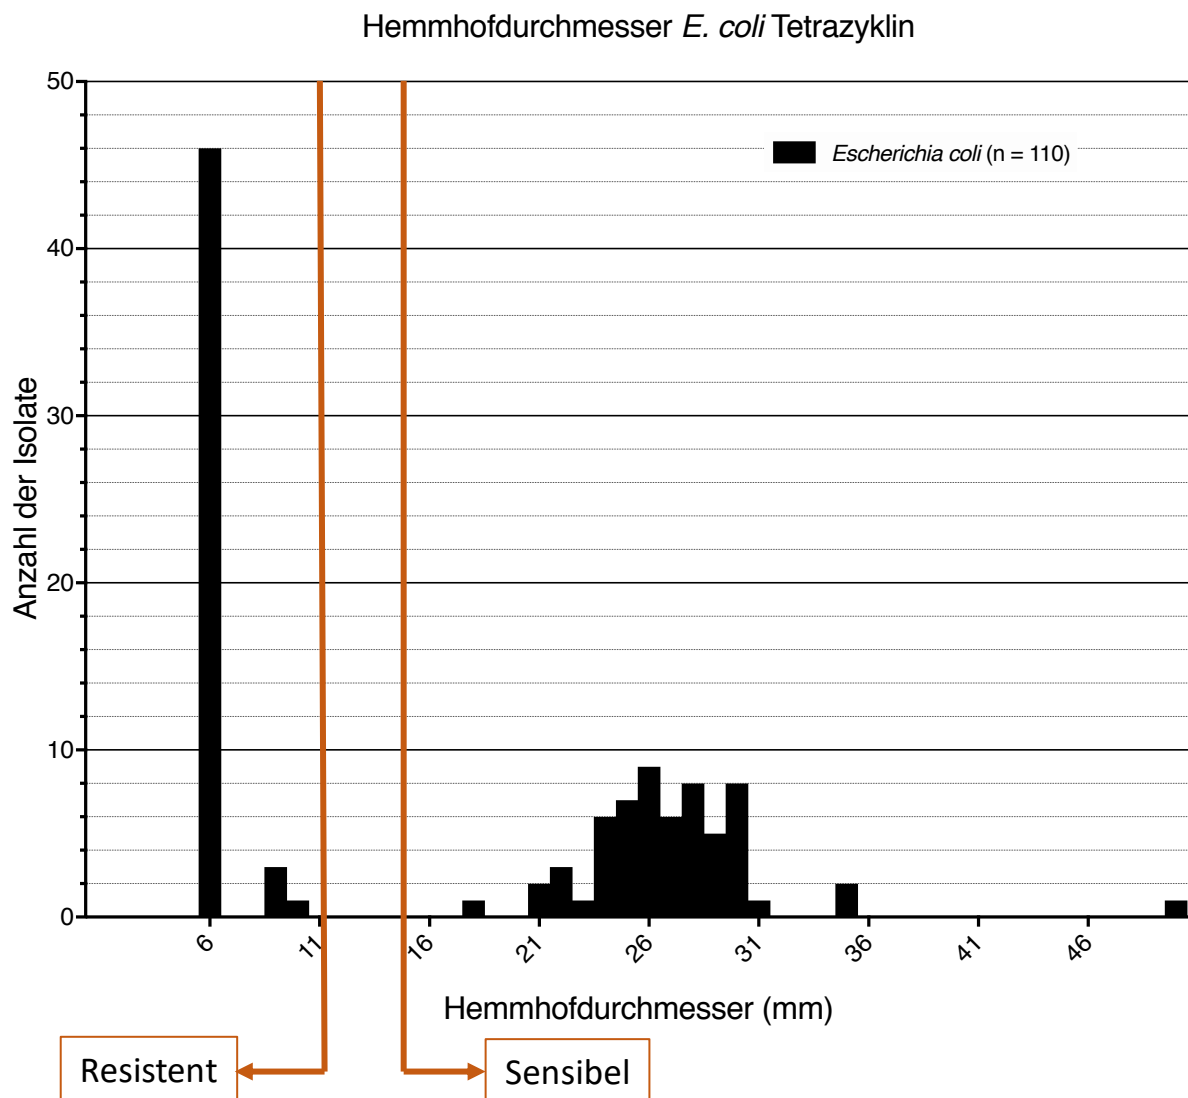 Hemmhofdurchmesser E. coli Tetrazyklin
50
40
30
20
10
0
Anzahl der Isolate
Escherichia coli (n = 110)
6
11
16
21
26
31
36
41
46
Hemmhofdurchmesser (mm)
Resistent
Sensibel